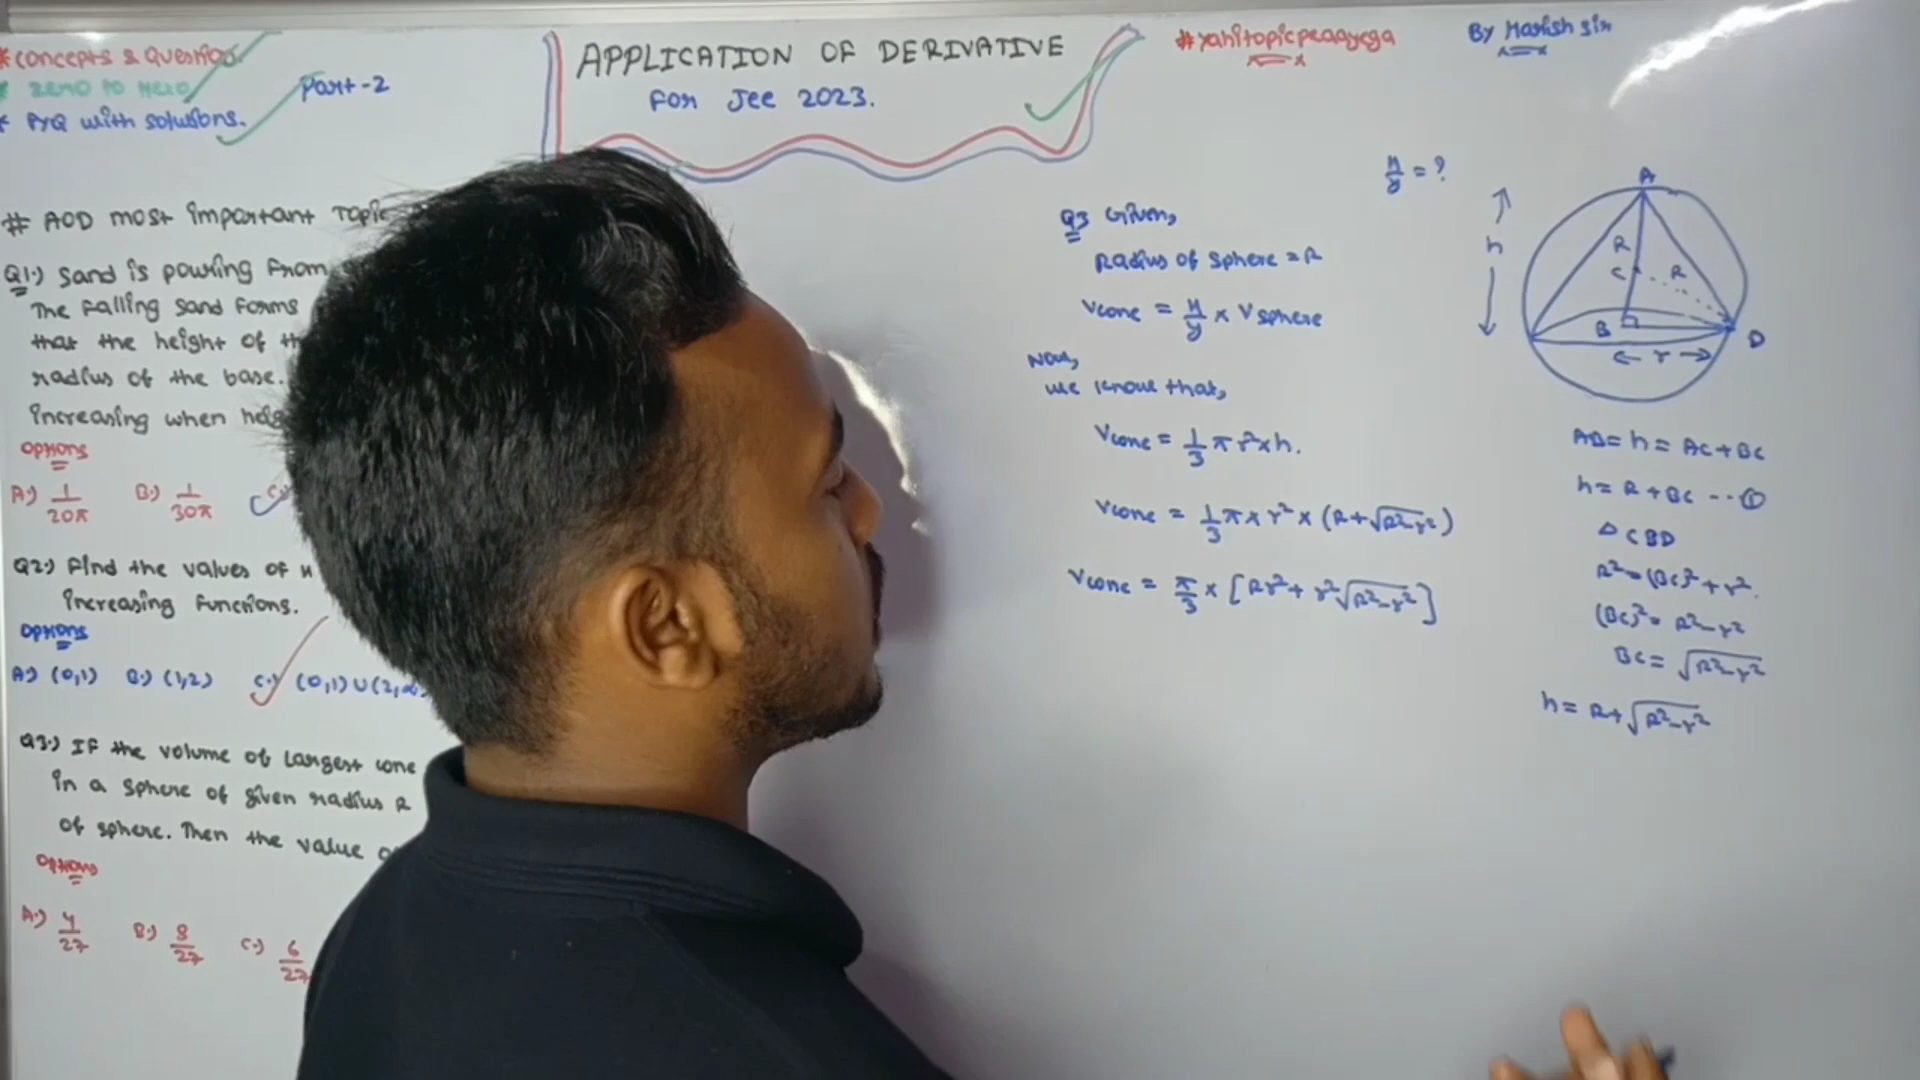 *concepts & Question
* ZERO TO HERO
* PYQ with solutions.
Part-2
APPLICATION OF DERIVATIVE
For Jee 2023.
By Harish Sir
# AOD most important Topic
Q1.) Sand is pouring From
The Falling sand Forms
that the height of th
radius of the base.
increasing when heig
Options
A.) 1/20π B.) 1/30π C.)
Q2.) Find the values of x
increasing Functions.
Options
A.) (0,1) B.) (1,2) C.) (0,1)∪(2,∞)
Q3.) IF the volume of Largest cone
in a sphere of given radius R
of sphere. Then the value o
Options
A.) 4/27 B.) 8/27 C.) 6/27
Q3 Given,
Radius of sphere = R
Vcone = x/y × Vsphere
Now,
we know that,
Vcone = 1/3 π r²×h.
Vcone = 1/3 π × r² × (R+√R²-r²)
Vcone = π/3 × [Rr² + r²√R²-r²]
x/y = ?
A
h
R
C R
B D
r
AB = h = AC + BC
h = R + BC --①
△ CBD
R² = (BC)² + r².
(BC)² = R²-r²
BC = √R²-r²
h = R+√R²-r²